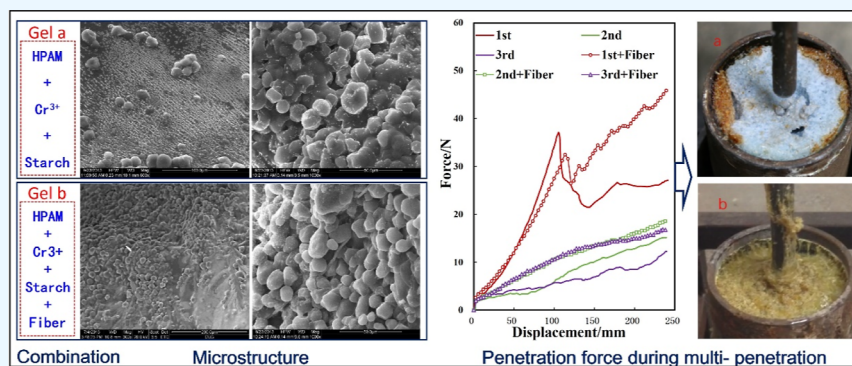 Gel a
HPAM
+
Cr³⁺
+
Starch
Gel b
HPAM
+
Cr3+
+
Starch
+
Fiber
Combination
Microstructure
Force/N
60
50
40
30
20
10
0
1st
2nd
3rd
1st+Fiber
2nd+Fiber
3rd+Fiber
0
50
100
150
200
250
Displacement/mm
a
b
Penetration force during multi- penetration